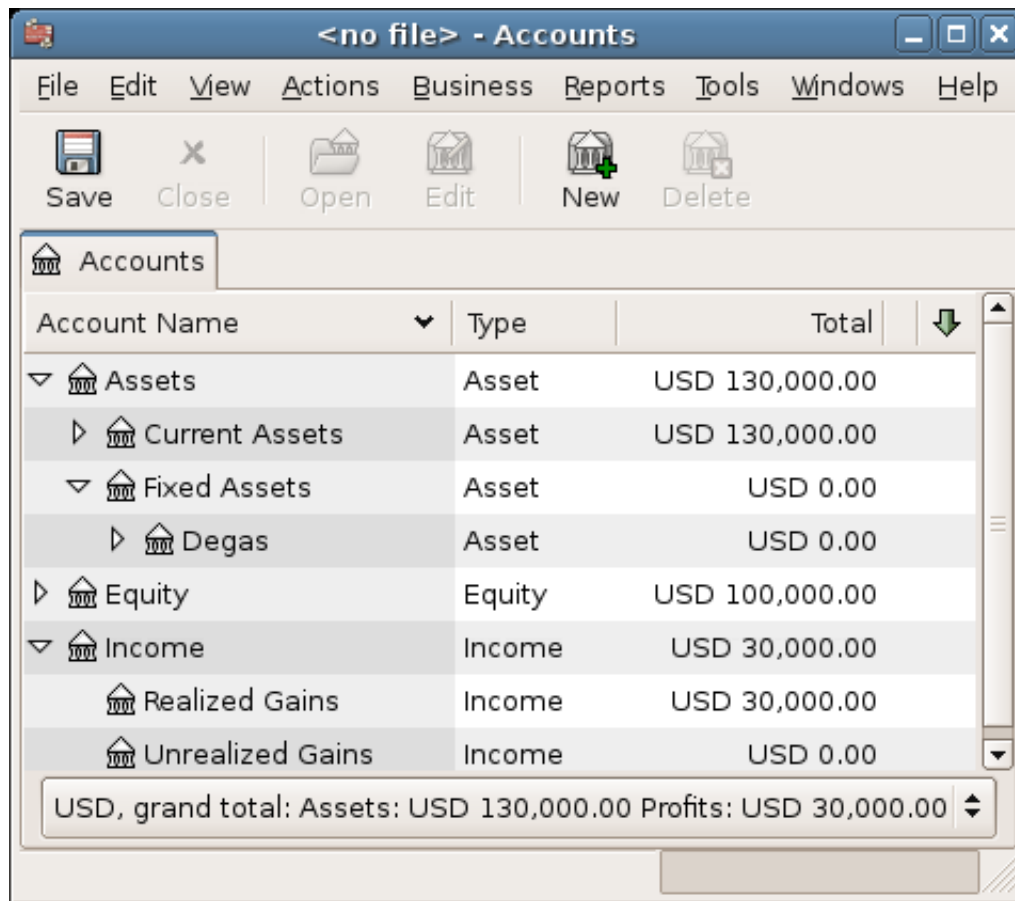 <no file> - Accounts
File Edit View Actions Business Reports Tools Windows Help
Save Close Open Edit New Delete
Accounts
Account Name Type Total
Assets Asset USD 130,000.00
Current Assets Asset USD 130,000.00
Fixed Assets Asset USD 0.00
Degas Asset USD 0.00
Equity Equity USD 100,000.00
Income Income USD 30,000.00
Realized Gains Income USD 30,000.00
Unrealized Gains Income USD 0.00
USD, grand total: Assets: USD 130,000.00 Profits: USD 30,000.00